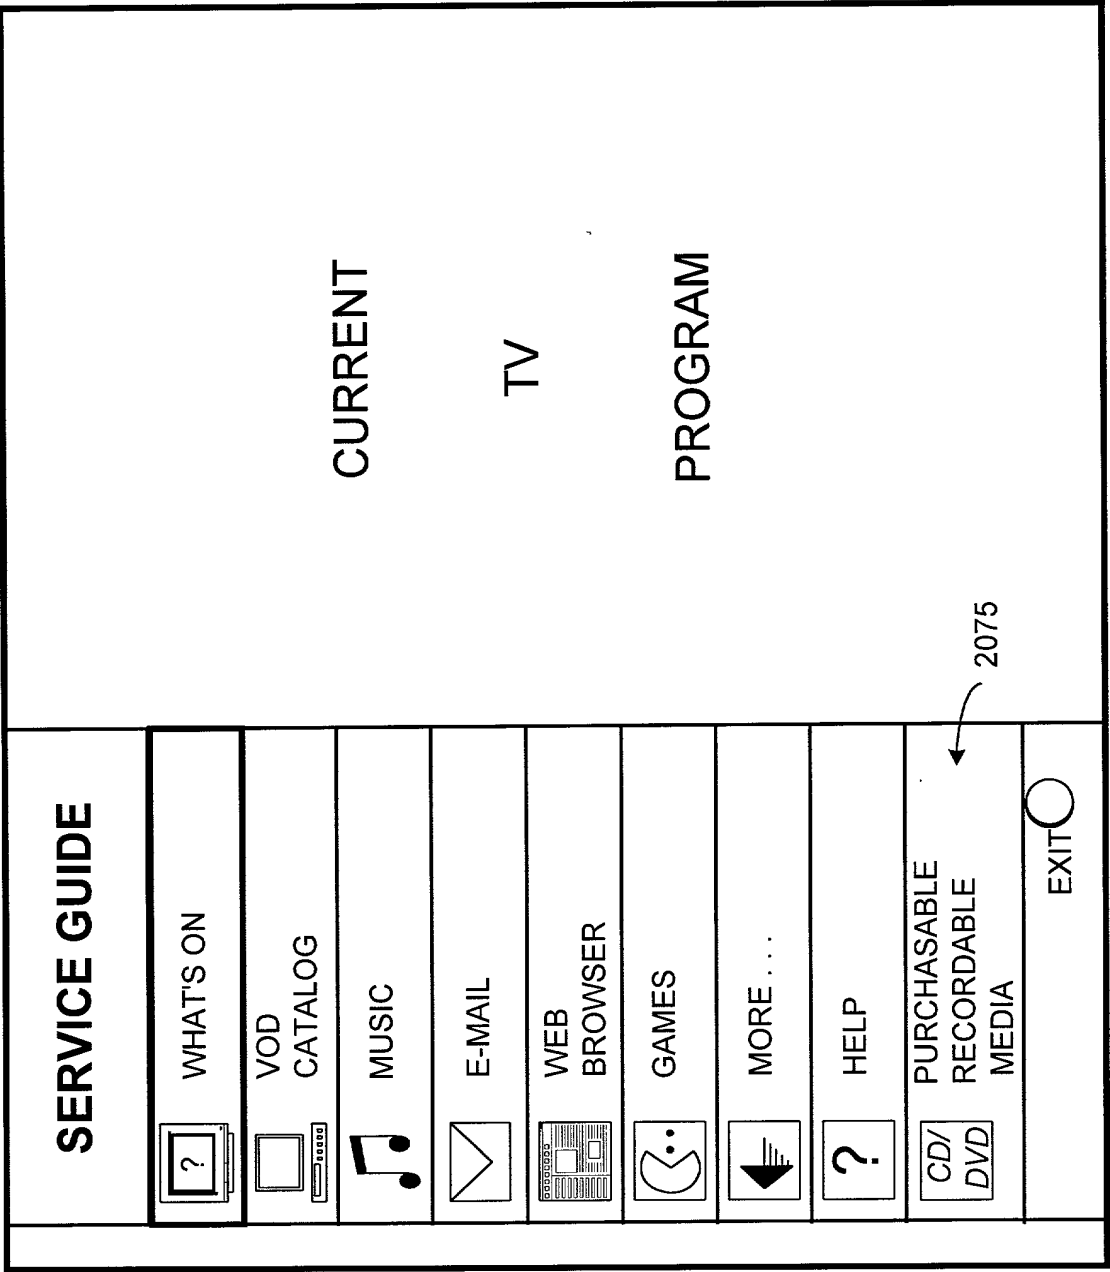 SERVICE GUIDE
?
WHAT'S ON
VOD
CATALOG
MUSIC
E-MAIL
WEB
BROWSER
GAMES
MORE....
?
HELP
CD/
DVD
PURCHASABLE
RECORDABLE
MEDIA
EXIT
2075
CURRENT
TV
PROGRAM